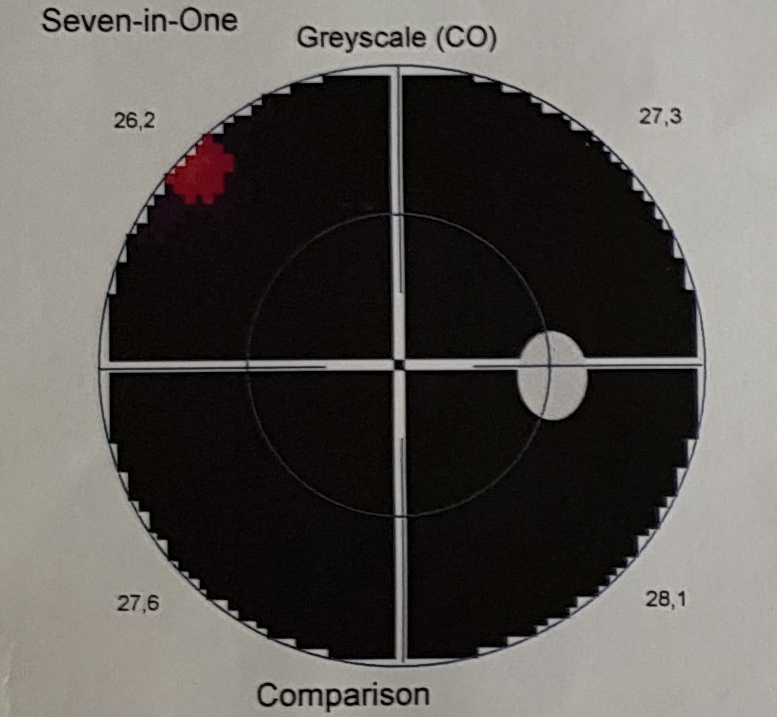 Seven-in-One
Greyscale (CO)
26,2
27,3
27,6
28,1
Comparison